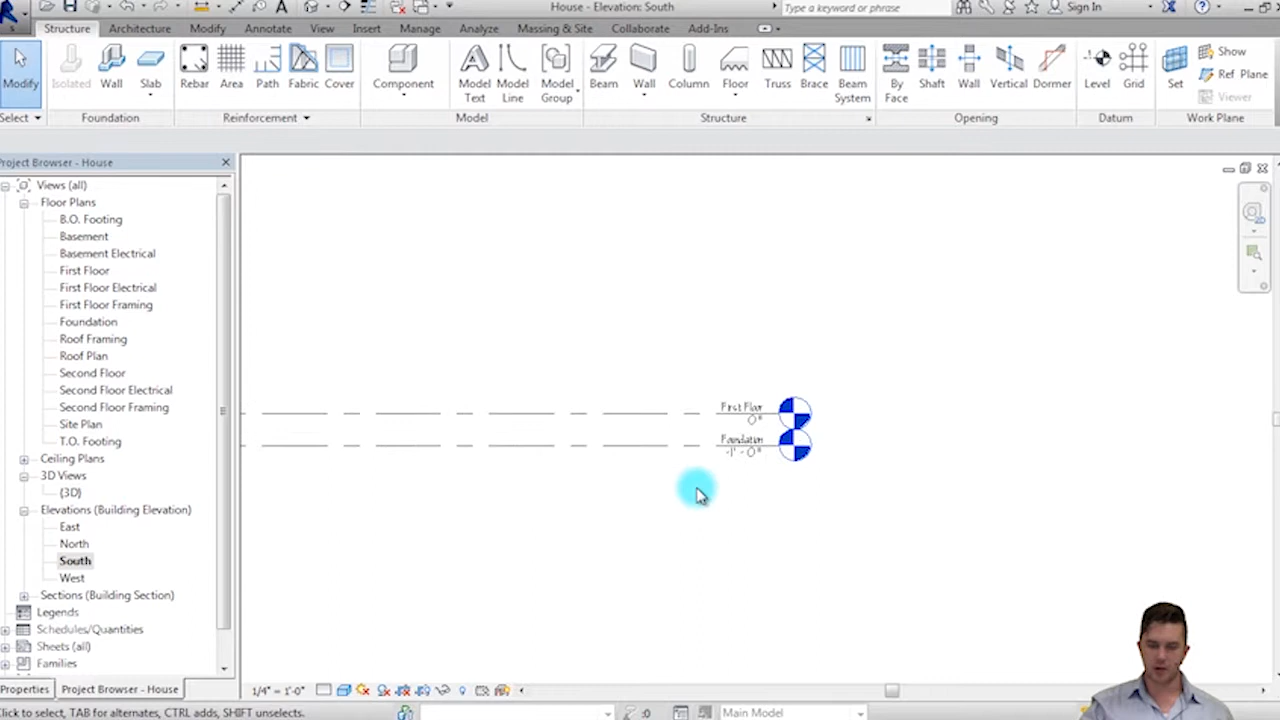 House - Elevation: South
Type a keyword or phrase
Sign In
Structure Architecture Modify Annotate View Insert Manage Analyze Massing & Site Collaborate Add-Ins
Modify Isolated Wall Slab Rebar Area Path Fabric Cover Component Model Text Model Line Model Group Beam Wall Column Floor Truss Brace Beam System By Face Shaft Wall Vertical Dormer Level Grid Set Show Ref Plane Viewer
Select Foundation Reinforcement Model Structure Opening Datum Work Plane
Project Browser - House
Views (all)
Floor Plans
B.O. Footing
Basement
Basement Electrical
First Floor
First Floor Electrical
First Floor Framing
Foundation
Roof Framing
Roof Plan
Second Floor
Second Floor Electrical
Second Floor Framing
Site Plan
T.O. Footing
Ceiling Plans
3D Views
(3D)
Elevations (Building Elevation)
East
North
South
West
Sections (Building Section)
Legends
Schedules/Quantities
Sheets (all)
Families
Properties Project Browser - House
First Floor
0"
Foundation
-1' - 0"
1/4" = 1'-0"
Click to select, TAB for alternates, CTRL adds, SHIFT unselects.
:0
Main Model